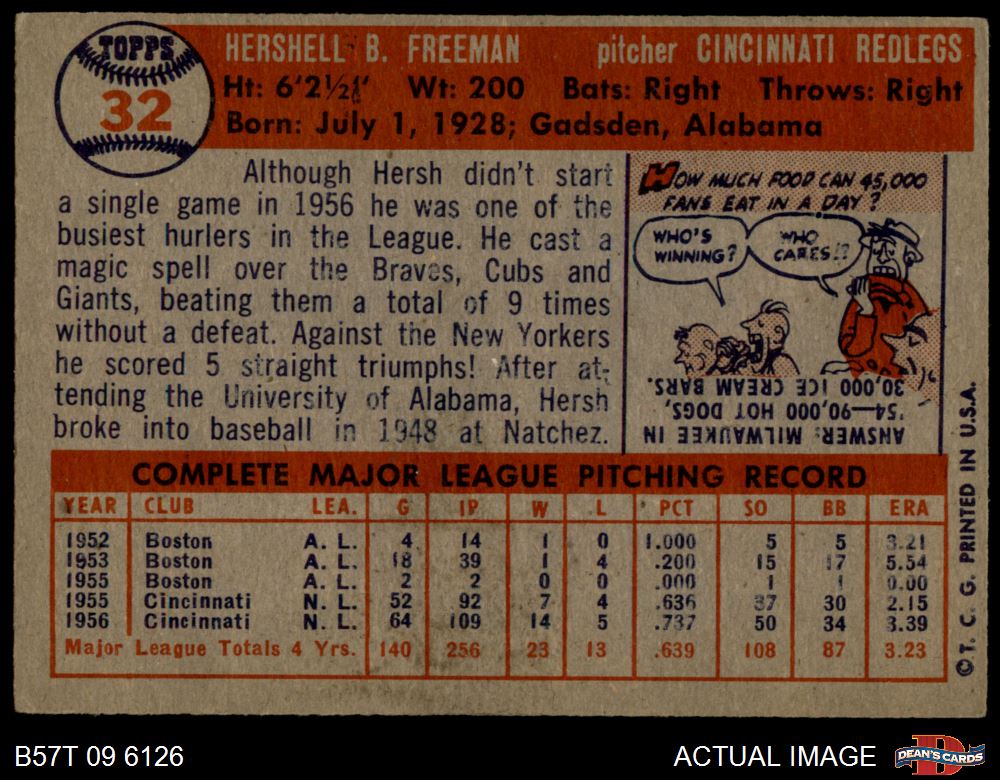 TOPPS
32
HERSHELL B. FREEMAN pitcher CINCINNATI REDLEGS
Ht: 6'2½" Wt: 200 Bats: Right Throws: Right
Born: July 1, 1928; Gadsden, Alabama
Although Hersh didn't start
a single game in 1956 he was one of the
busiest hurlers in the League. He cast a
magic spell over the Braves, Cubs and
Giants, beating them a total of 9 times
without a defeat. Against the New Yorkers
he scored 5 straight triumphs! After at-
tending the University of Alabama, Hersh
broke into baseball in 1948 at Natchez.
HOW MUCH FOOD CAN 45,000
FANS EAT IN A DAY?
WHO'S
WINNING?
WHO
CARES!?
ANSWER: MILWAUKEE IN
'54—90,000 HOT DOGS,
30,000 ICE CREAM BARS.
COMPLETE MAJOR LEAGUE PITCHING RECORD
YEAR CLUB LEA. G IP W L PCT SO BB ERA
1952 Boston A. L. 4 14 1 0 1.000 5 5 3.21
1953 Boston A. L. 18 39 1 4 .200 15 17 5.54
1955 Boston A. L. 2 2 0 0 .000 1 1 0.00
1955 Cincinnati N. L. 52 92 7 4 .636 37 30 2.15
1956 Cincinnati N. L. 64 109 14 5 .737 50 34 3.39
Major League Totals 4 Yrs. 140 256 23 13 .639 108 87 3.23
©T. C. G. PRINTED IN U.S.A.
B57T 09 6126
ACTUAL IMAGE
DEAN'S CARDS